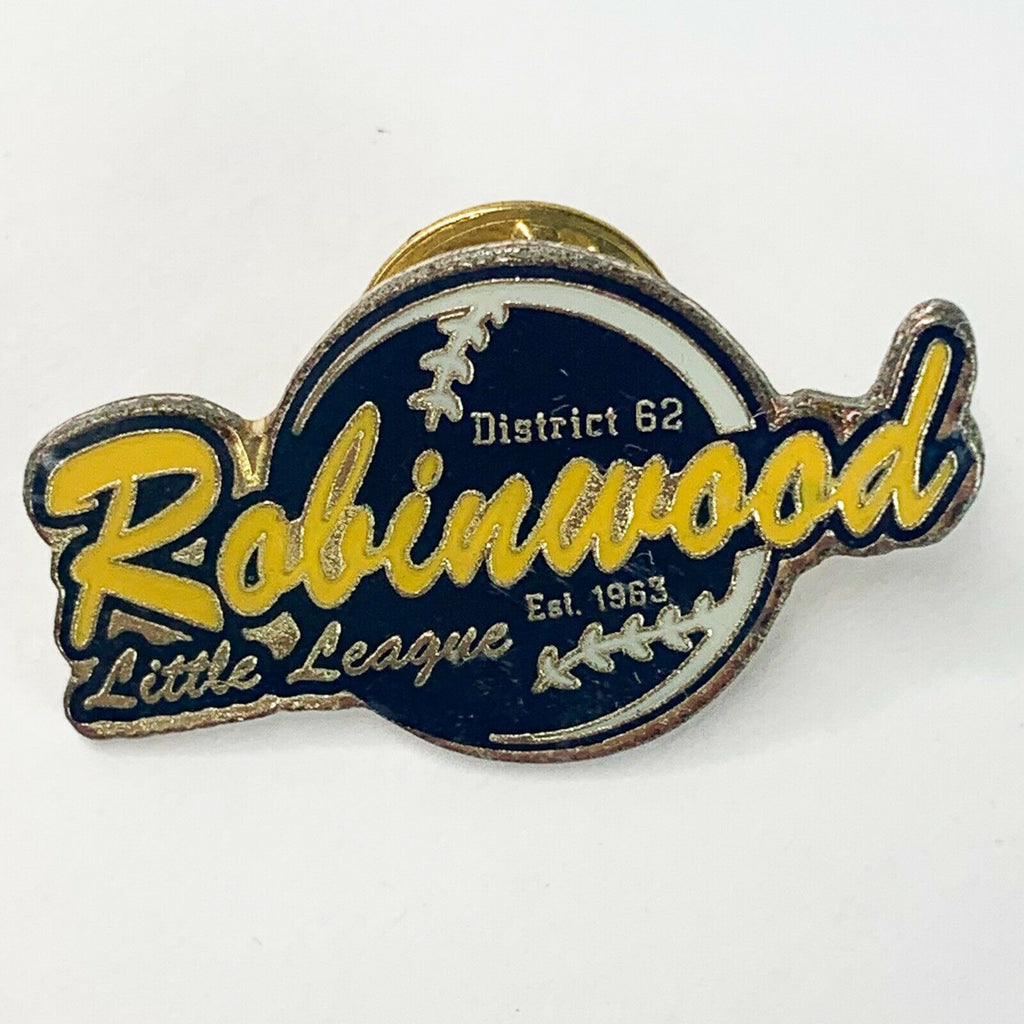 District 62
Robinwood
Est. 1963
Little League